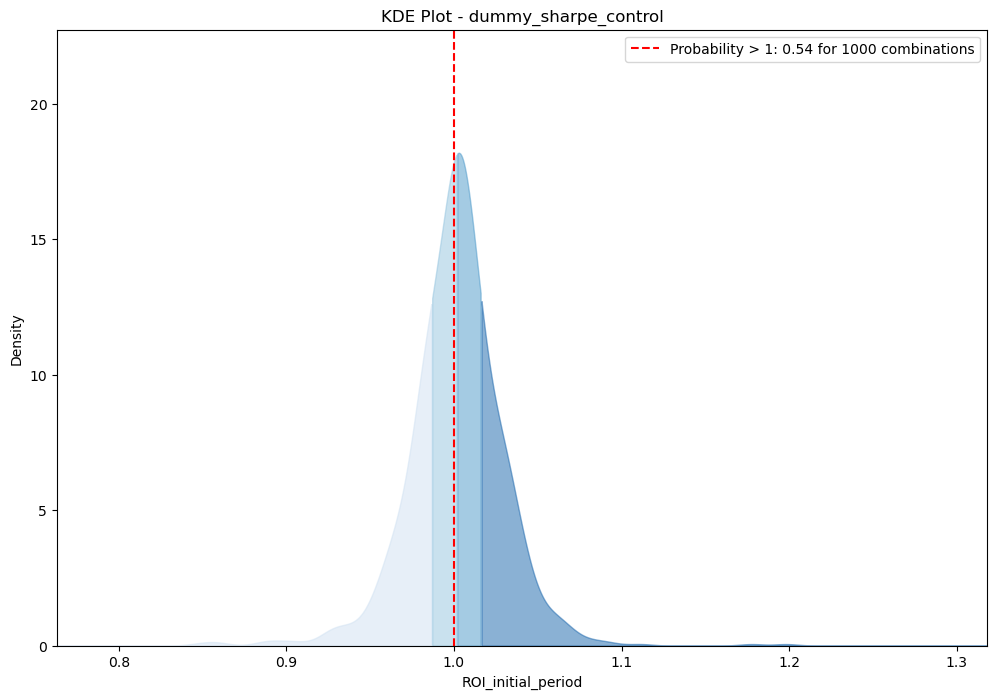 KDE Plot - dummy_sharpe_control
Probability > 1: 0.54 for 1000 combinations
Density
20
15
10
5
0
0.8 0.9 1.0 1.1 1.2 1.3
ROI_initial_period